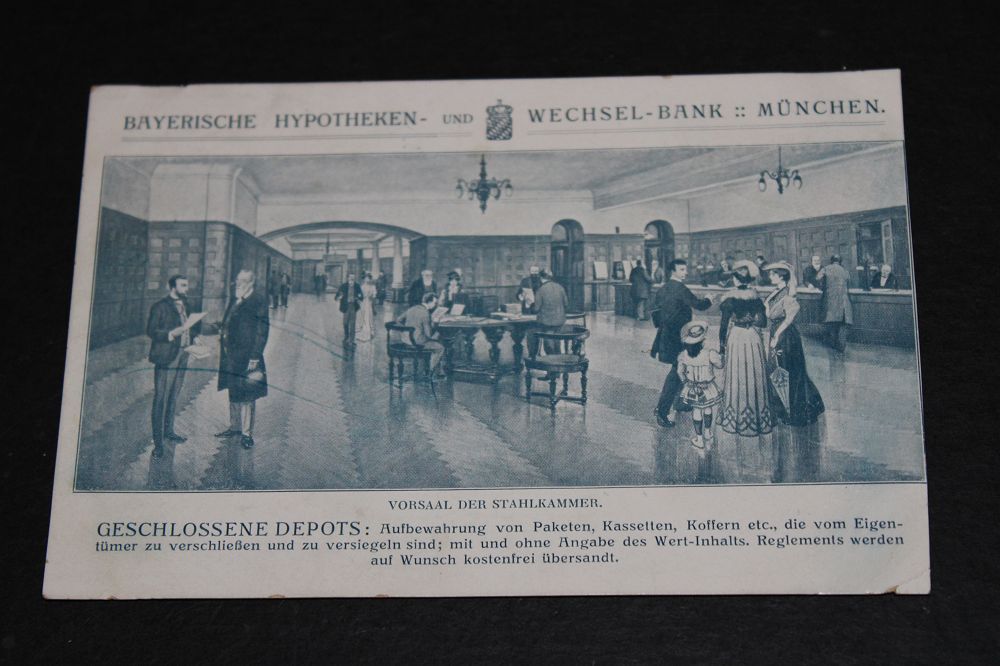 BAYERISCHE HYPOTHEKEN- UND WECHSEL-BANK :: MÜNCHEN.
VORSAAL DER STAHLKAMMER.
GESCHLOSSENE DEPOTS: Aufbewahrung von Paketen, Kassetten, Koffern etc., die vom Eigen-
tümer zu verschließen und zu versiegeln sind; mit und ohne Angabe des Wert-Inhalts. Reglements werden
auf Wunsch kostenfrei übersandt.